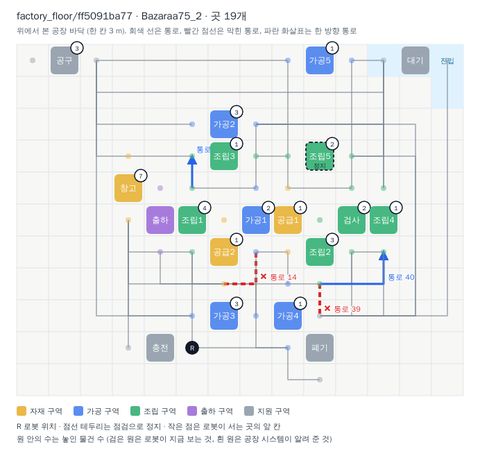 factory_floor/ff5091ba77 · Bazaraa75_2 · 곳 19개
위에서 본 공장 바닥 (한 칸 3 m). 회색 선은 통로, 빨간 점선은 막힌 통로, 파란 화살표는 한 방향 통로
공구 3
가공5 1
대기
진입
가공2 3
통로
조립3 1
조립5 2
정지
창고 7
출하
조립1 4
가공1 2
공급1 1
검사 2
조립4 1
공급2 1
조립2 3
✖ 통로 14
통로 40
가공3 3
가공4 1
✖ 통로 39
충전
R
폐기
자재 구역
가공 구역
조립 구역
출하 구역
지원 구역
R 로봇 위치 · 점선 테두리는 점검으로 정지 · 작은 점은 로봇이 서는 곳의 앞 칸
원 안의 수는 놓인 물건 수 (검은 원은 로봇이 지금 보는 것, 흰 원은 공장 시스템이 알려 준 것)